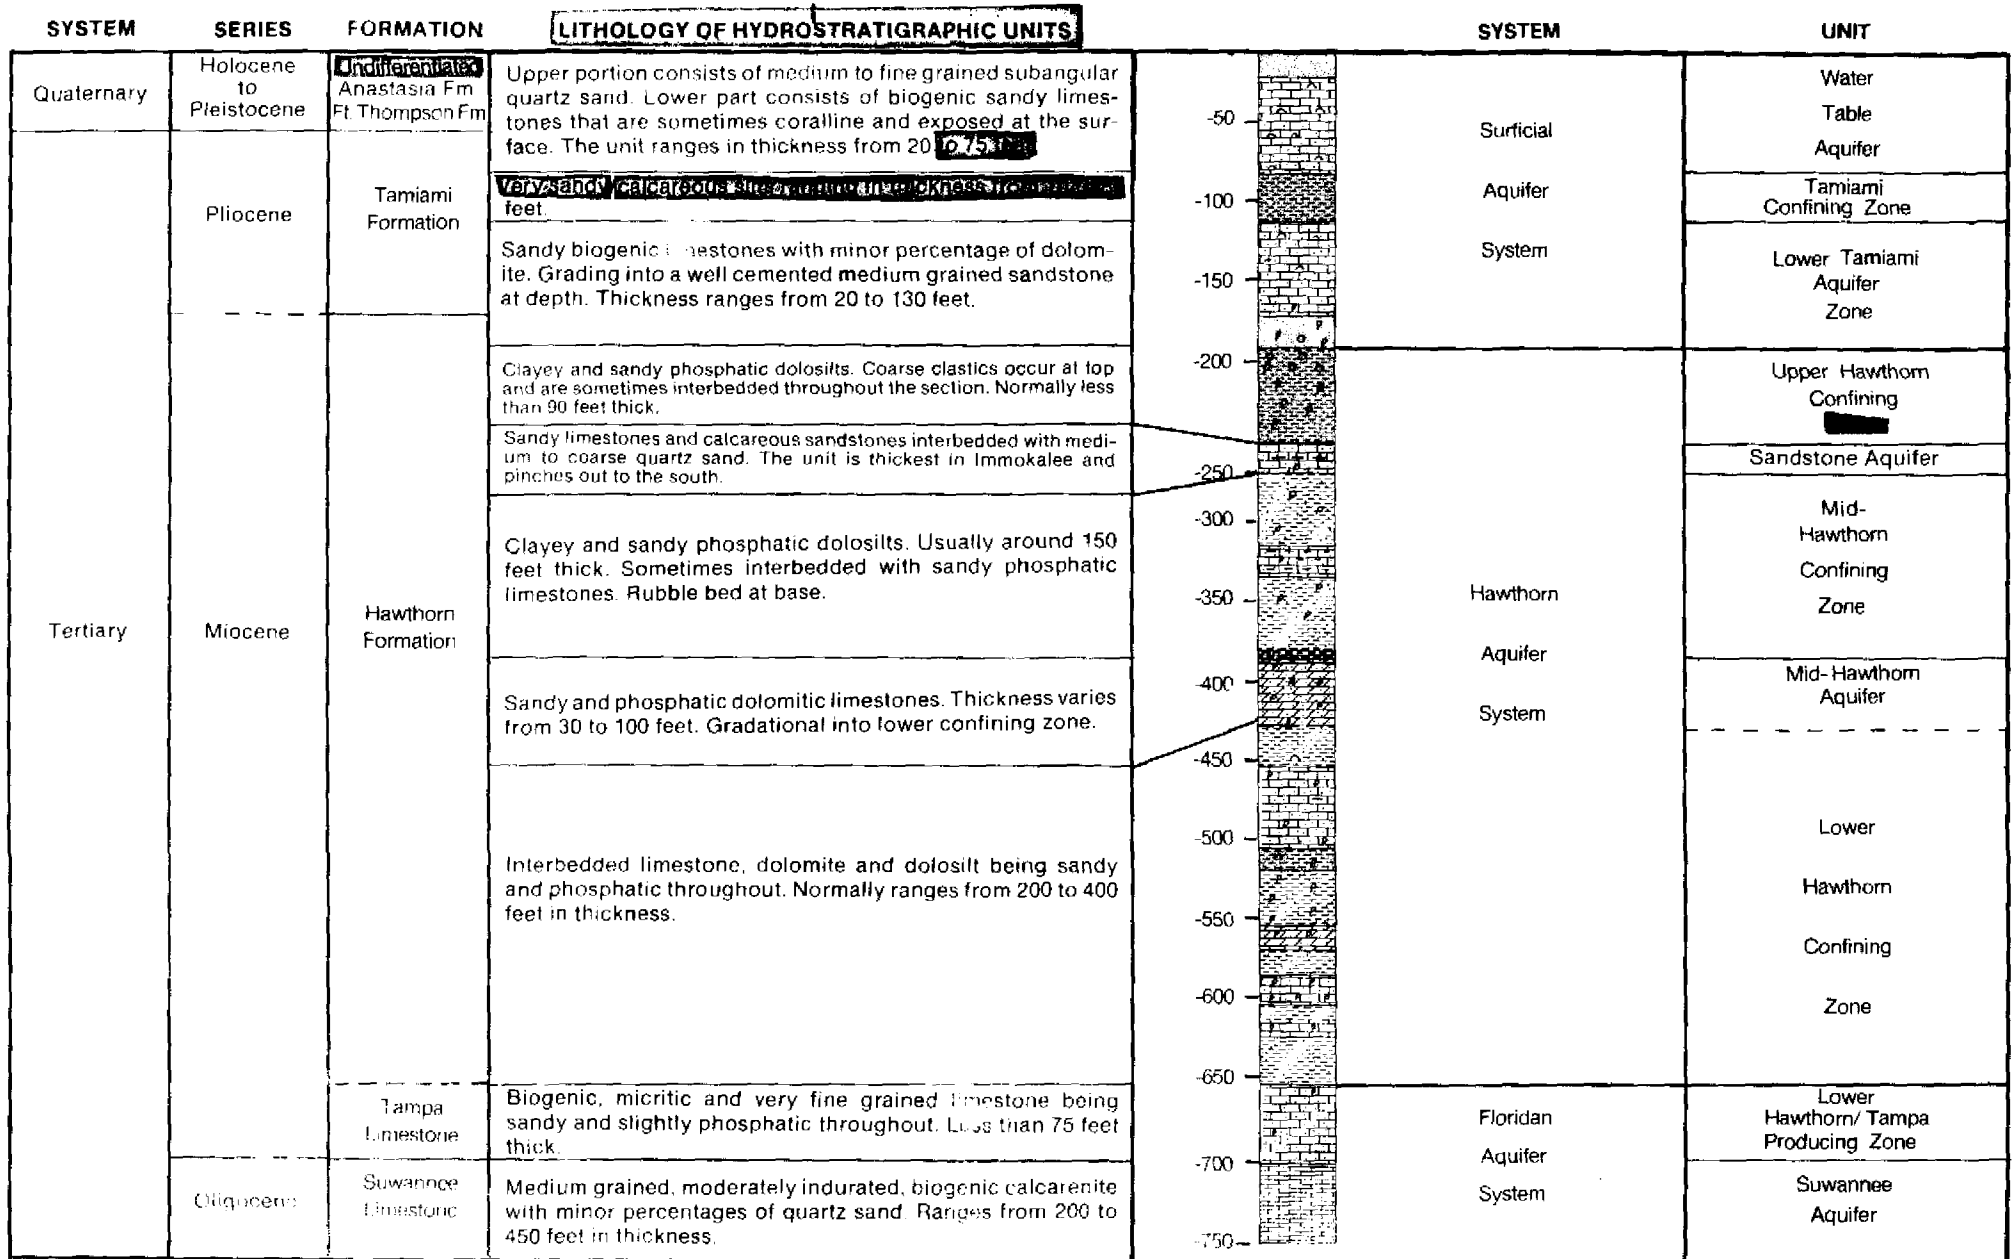 SYSTEM SERIES FORMATION LITHOLOGY OF HYDROSTRATIGRAPHIC UNITS SYSTEM UNIT
Quaternary
Holocene
to
Pleistocene
Undifferentiated
Anastasia Fm
Ft. Thompson Fm
Upper portion consists of medium to fine grained subangular
quartz sand. Lower part consists of biogenic sandy limes-
tones that are sometimes coralline and exposed at the sur-
face. The unit ranges in thickness from 20 to 75
Pliocene
Tamiami
Formation
Very sandy calcareous silt ranging in thickness from
feet.
Sandy biogenic limestones with minor percentage of dolom-
ite. Grading into a well cemented medium grained sandstone
at depth. Thickness ranges from 20 to 130 feet.
Tertiary
Miocene
Hawthorn
Formation
Clayey and sandy phosphatic dolosilts. Coarse clastics occur at top
and are sometimes interbedded throughout the section. Normally less
than 90 feet thick.
Sandy limestones and calcareous sandstones interbedded with medi-
um to coarse quartz sand. The unit is thickest in Immokalee and
pinches out to the south.
Clayey and sandy phosphatic dolosilts. Usually around 150
feet thick. Sometimes interbedded with sandy phosphatic
limestones. Rubble bed at base.
Sandy and phosphatic dolomitic limestones. Thickness varies
from 30 to 100 feet. Gradational into lower confining zone.
Interbedded limestone, dolomite and dolosilt being sandy
and phosphatic throughout. Normally ranges from 200 to 400
feet in thickness.
Tampa
Limestone
Biogenic, micritic and very fine grained limestone being
sandy and slightly phosphatic throughout. Less than 75 feet
thick.
Oligocene
Suwannee
Limestone
Medium grained, moderately indurated, biogenic calcarenite
with minor percentages of quartz sand. Ranges from 200 to
450 feet in thickness.
-50
-100
-150
-200
-250
-300
-350
-400
-450
-500
-550
-600
-650
-700
-750
Surficial
Aquifer
System
Hawthorn
Aquifer
System
Floridan
Aquifer
System
Water
Table
Aquifer
Tamiami
Confining Zone
Lower Tamiami
Aquifer
Zone
Upper Hawthorn
Confining
Sandstone Aquifer
Mid-
Hawthorn
Confining
Zone
Mid-Hawthorn
Aquifer
Lower
Hawthorn
Confining
Zone
Lower
Hawthorn/Tampa
Producing Zone
Suwannee
Aquifer